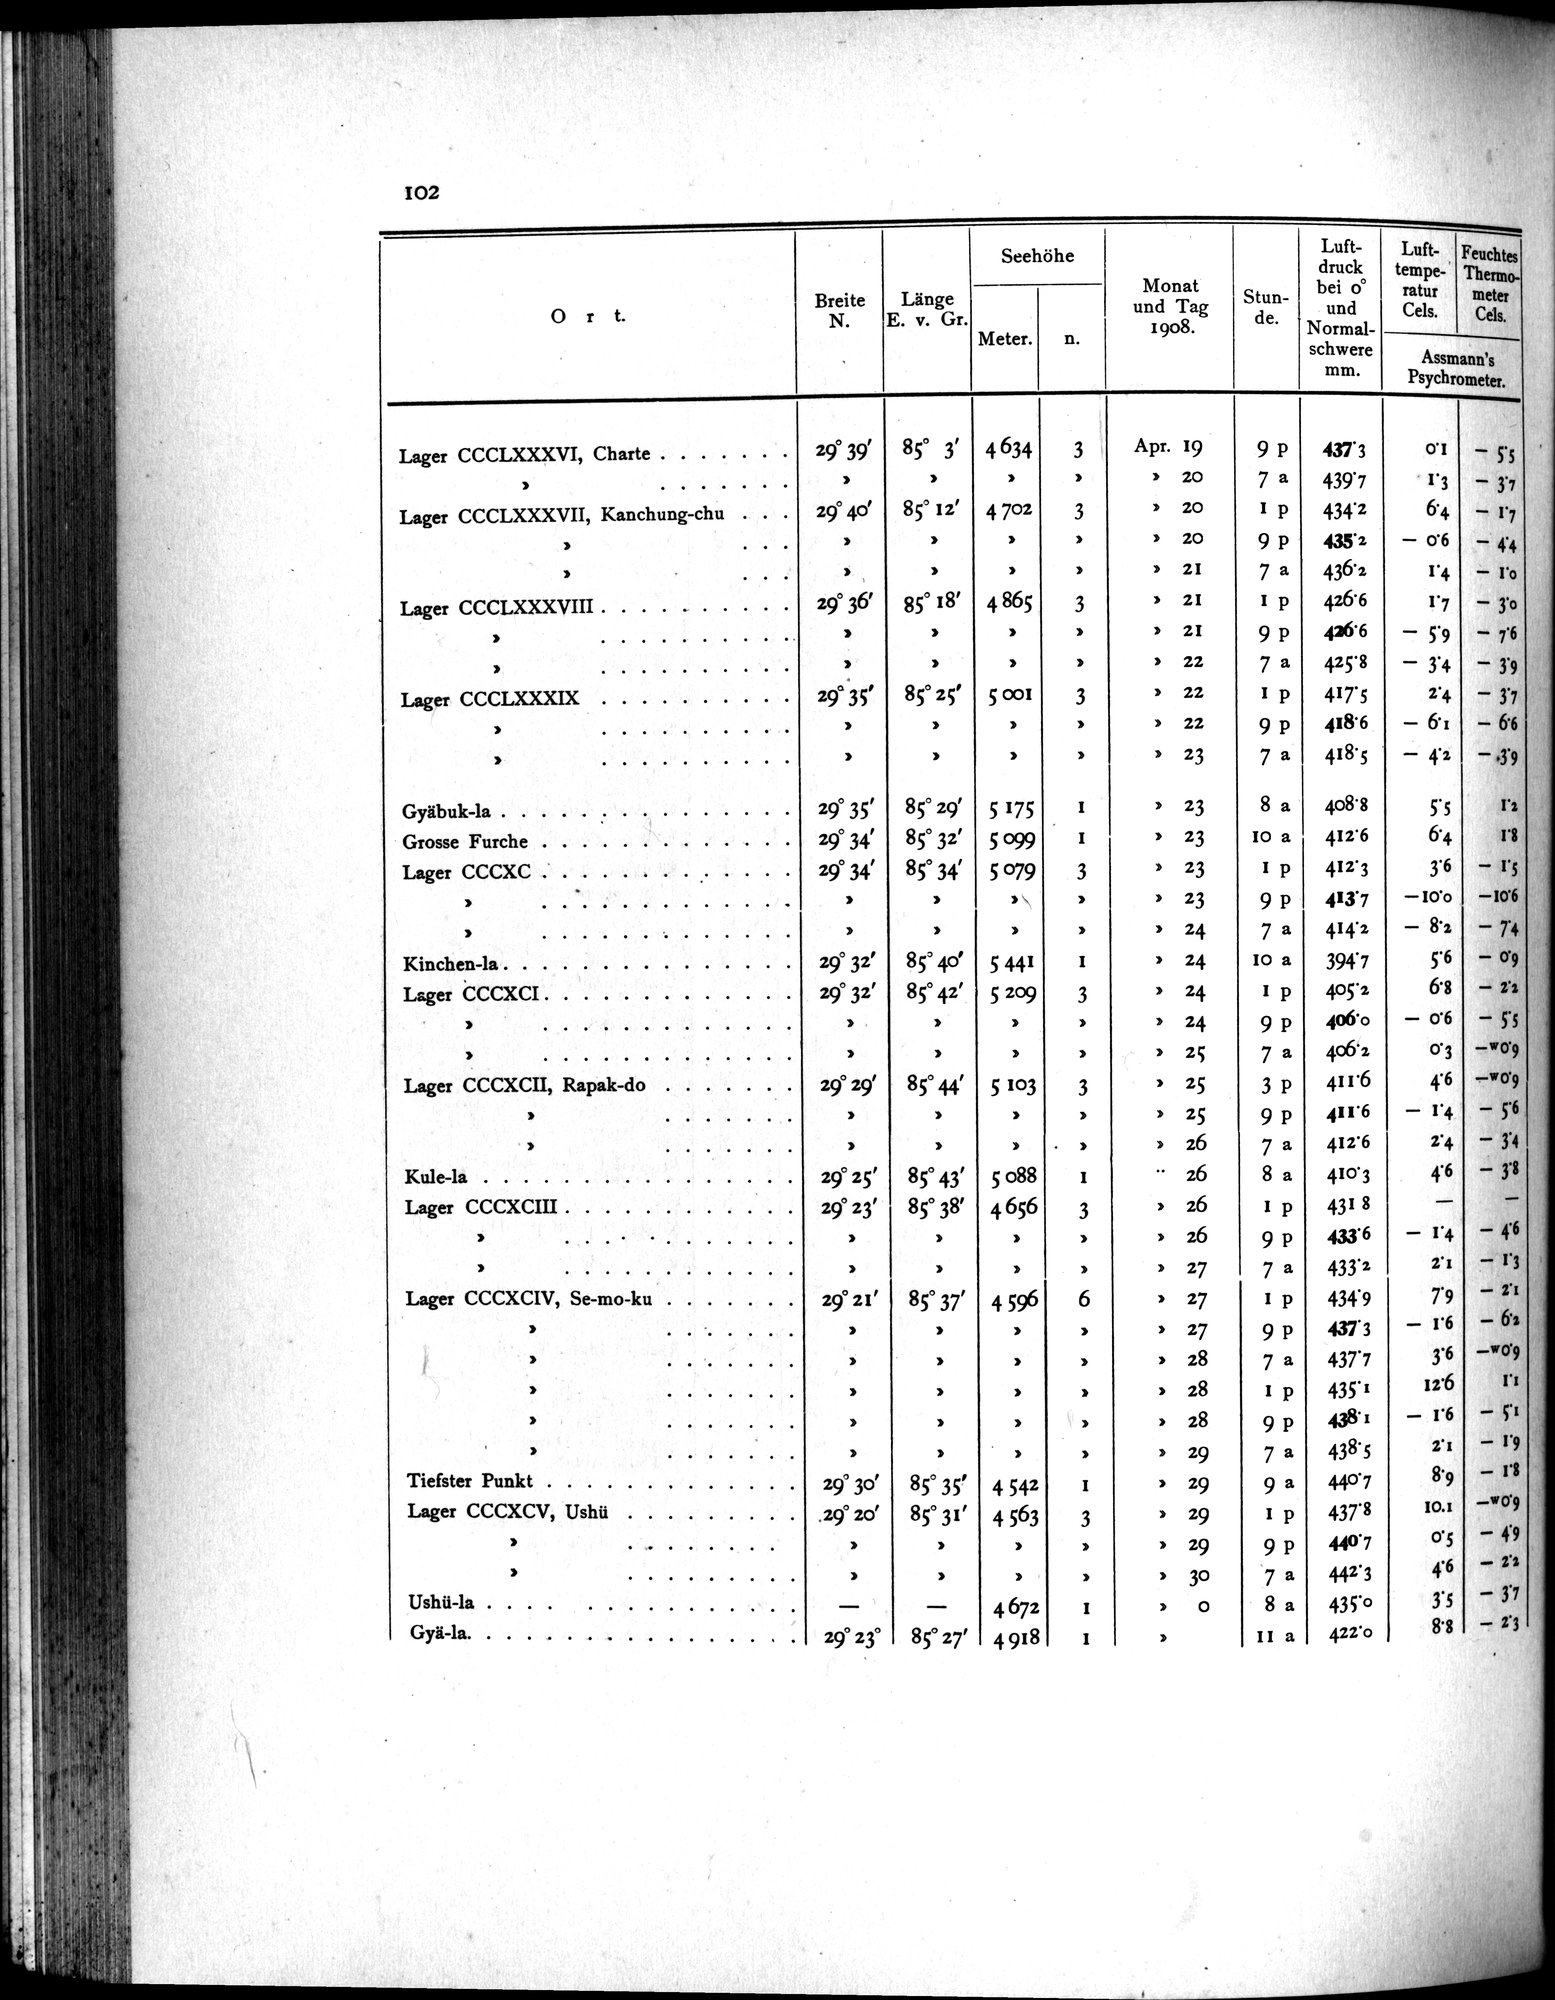 102
O r t.
Breite N.
Länge E. v. Gr.
Seehöhe
Meter.
n.
Monat und Tag 1908.
Stun-de.
Luft-druck bei 0° und Normal-schwere mm.
Luft-tempe-ratur Cels.
Feuchtes Thermo-meter Cels.
Assmann's Psychrometer.
Lager CCCLXXXVI, Charte . . . . . . . 29° 39′ 85° 3′ 4 634 3 Apr. 19 9 p 437·3 0·1 — 5·5
» . . . . . . . » » » » » 20 7 a 439·7 1·3 — 3·7
Lager CCCLXXXVII, Kanchung-chu . . . 29° 40′ 85° 12′ 4 702 3 » 20 1 p 434·2 6·4 — 1·7
» . . . » » » » » 20 9 p 435·2 — 0·6 — 4·4
» . . . » » » » » 21 7 a 436·2 1·4 — 1·0
Lager CCCLXXXVIII . . . . . . . . . . 29° 36′ 85° 18′ 4 865 3 » 21 1 p 426·6 1·7 — 3·0
» . . . . . . . . . . » » » » » 21 9 p 426·6 — 5·9 — 7·6
» . . . . . . . . . . » » » » » 22 7 a 425·8 — 3·4 — 3·9
Lager CCCLXXXIX . . . . . . . . . . 29° 35′ 85° 25′ 5 001 3 » 22 1 p 417·5 2·4 — 3·7
» . . . . . . . . . . » » » » » 22 9 p 418·6 — 6·1 — 6·6
» . . . . . . . . . . » » » » » 23 7 a 418·5 — 4·2 — 3·9
Gyäbuk-la . . . . . . . . . . . . . . . 29° 35′ 85° 29′ 5 175 1 » 23 8 a 408·8 5·5 1·2
Grosse Furche . . . . . . . . . . . . . 29° 34′ 85° 32′ 5 099 1 » 23 10 a 412·6 6·4 1·8
Lager CCCXC . . . . . . . . . . . . . 29° 34′ 85° 34′ 5 079 3 » 23 1 p 412·3 3·6 — 1·5
» . . . . . . . . . . . . . » » » » » 23 9 p 413·7 —10·0 —10·6
» . . . . . . . . . . . . . » » » » » 24 7 a 414·2 — 8·2 — 7·4
Kinchen-la . . . . . . . . . . . . . . . 29° 32′ 85° 40′ 5 441 1 » 24 10 a 394·7 5·6 — 0·9
Lager CCCXCI . . . . . . . . . . . . . 29° 32′ 85° 42′ 5 209 3 » 24 1 p 405·2 6·8 — 2·2
» . . . . . . . . . . . . . » » » » » 24 9 p 406·0 — 0·6 — 5·5
» . . . . . . . . . . . . . » » » » » 25 7 a 406·2 0·3 —w0·9
Lager CCCXCII, Rapak-do . . . . . . . 29° 29′ 85° 44′ 5 103 3 » 25 3 p 411·6 4·6 —w0·9
» . . . . . . . » » » » » 25 9 p 411·6 — 1·4 — 5·6
» . . . . . . . » » » » » 26 7 a 412·6 2·4 — 3·4
Kule-la . . . . . . . . . . . . . . . . 29° 25′ 85° 43′ 5 088 1 » 26 8 a 410·3 4·6 — 3·8
Lager CCCXCIII . . . . . . . . . . . . 29° 23′ 85° 38′ 4 656 3 » 26 1 p 431 8 — —
» . . . . . . . . . . . . » » » » » 26 9 p 433·6 — 1·4 — 4·6
» . . . . . . . . . . . . » » » » » 27 7 a 433·2 2·1 — 1·3
Lager CCCXCIV, Se-mo-ku . . . . . . . 29° 21′ 85° 37′ 4 596 6 » 27 1 p 434·9 7·9 — 2·1
» . . . . . . . » » » » » 27 9 p 437·3 — 1·6 — 6·2
» . . . . . . . » » » » » 28 7 a 437·7 3·6 —w0·9
» . . . . . . . » » » » » 28 1 p 435·1 12·6 1·1
» . . . . . . . » » » » » 28 9 p 438·1 — 1·6 — 5·1
» . . . . . . . » » » » » 29 7 a 438·5 2·1 — 1·9
Tiefster Punkt . . . . . . . . . . . . . 29° 30′ 85° 35′ 4 542 1 » 29 9 a 440·7 8·9 — 1·8
Lager CCCXCV, Ushü . . . . . . . . . 29° 20′ 85° 31′ 4 563 3 » 29 1 p 437·8 10.1 —w0·9
» . . . . . . . . » » » » » 29 9 p 440·7 0·5 — 4·9
» . . . . . . . . . » » » » » 30 7 a 442·3 4·6 — 2·2
Ushü-la . . . . . . . . . . . . . . . — — 4 672 1 » 0 8 a 435·0 3·5 — 3·7
Gyä-la. . . . . . . . . . . . . . . . . 29° 23° 85° 27′ 4 918 1 » 11 a 422·0 8·8 — 2·3